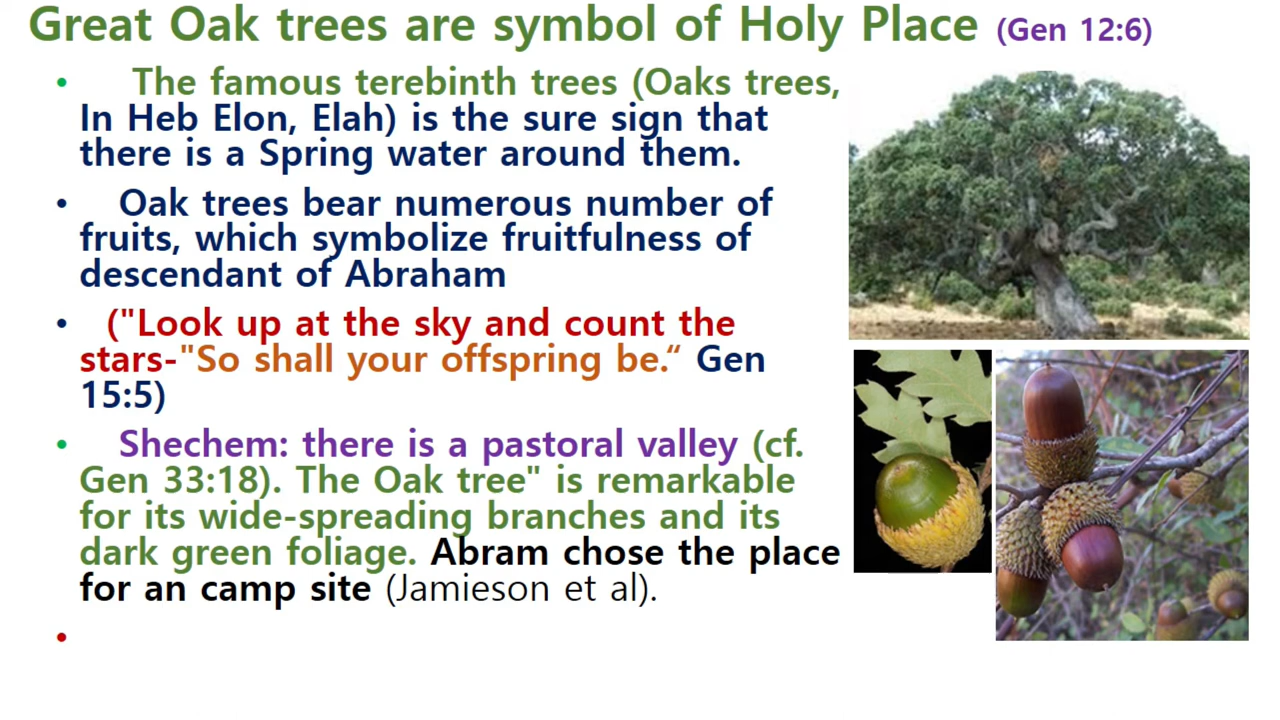 Great Oak trees are symbol of Holy Place (Gen 12:6)
• The famous terebinth trees (Oaks trees,
In Heb Elon, Elah) is the sure sign that
there is a Spring water around them.
• Oak trees bear numerous number of
fruits, which symbolize fruitfulness of
descendant of Abraham
• ("Look up at the sky and count the
stars-"So shall your offspring be.“ Gen
15:5)
• Shechem: there is a pastoral valley (cf.
Gen 33:18). The Oak tree" is remarkable
for its wide-spreading branches and its
dark green foliage. Abram chose the place
for an camp site (Jamieson et al).
•